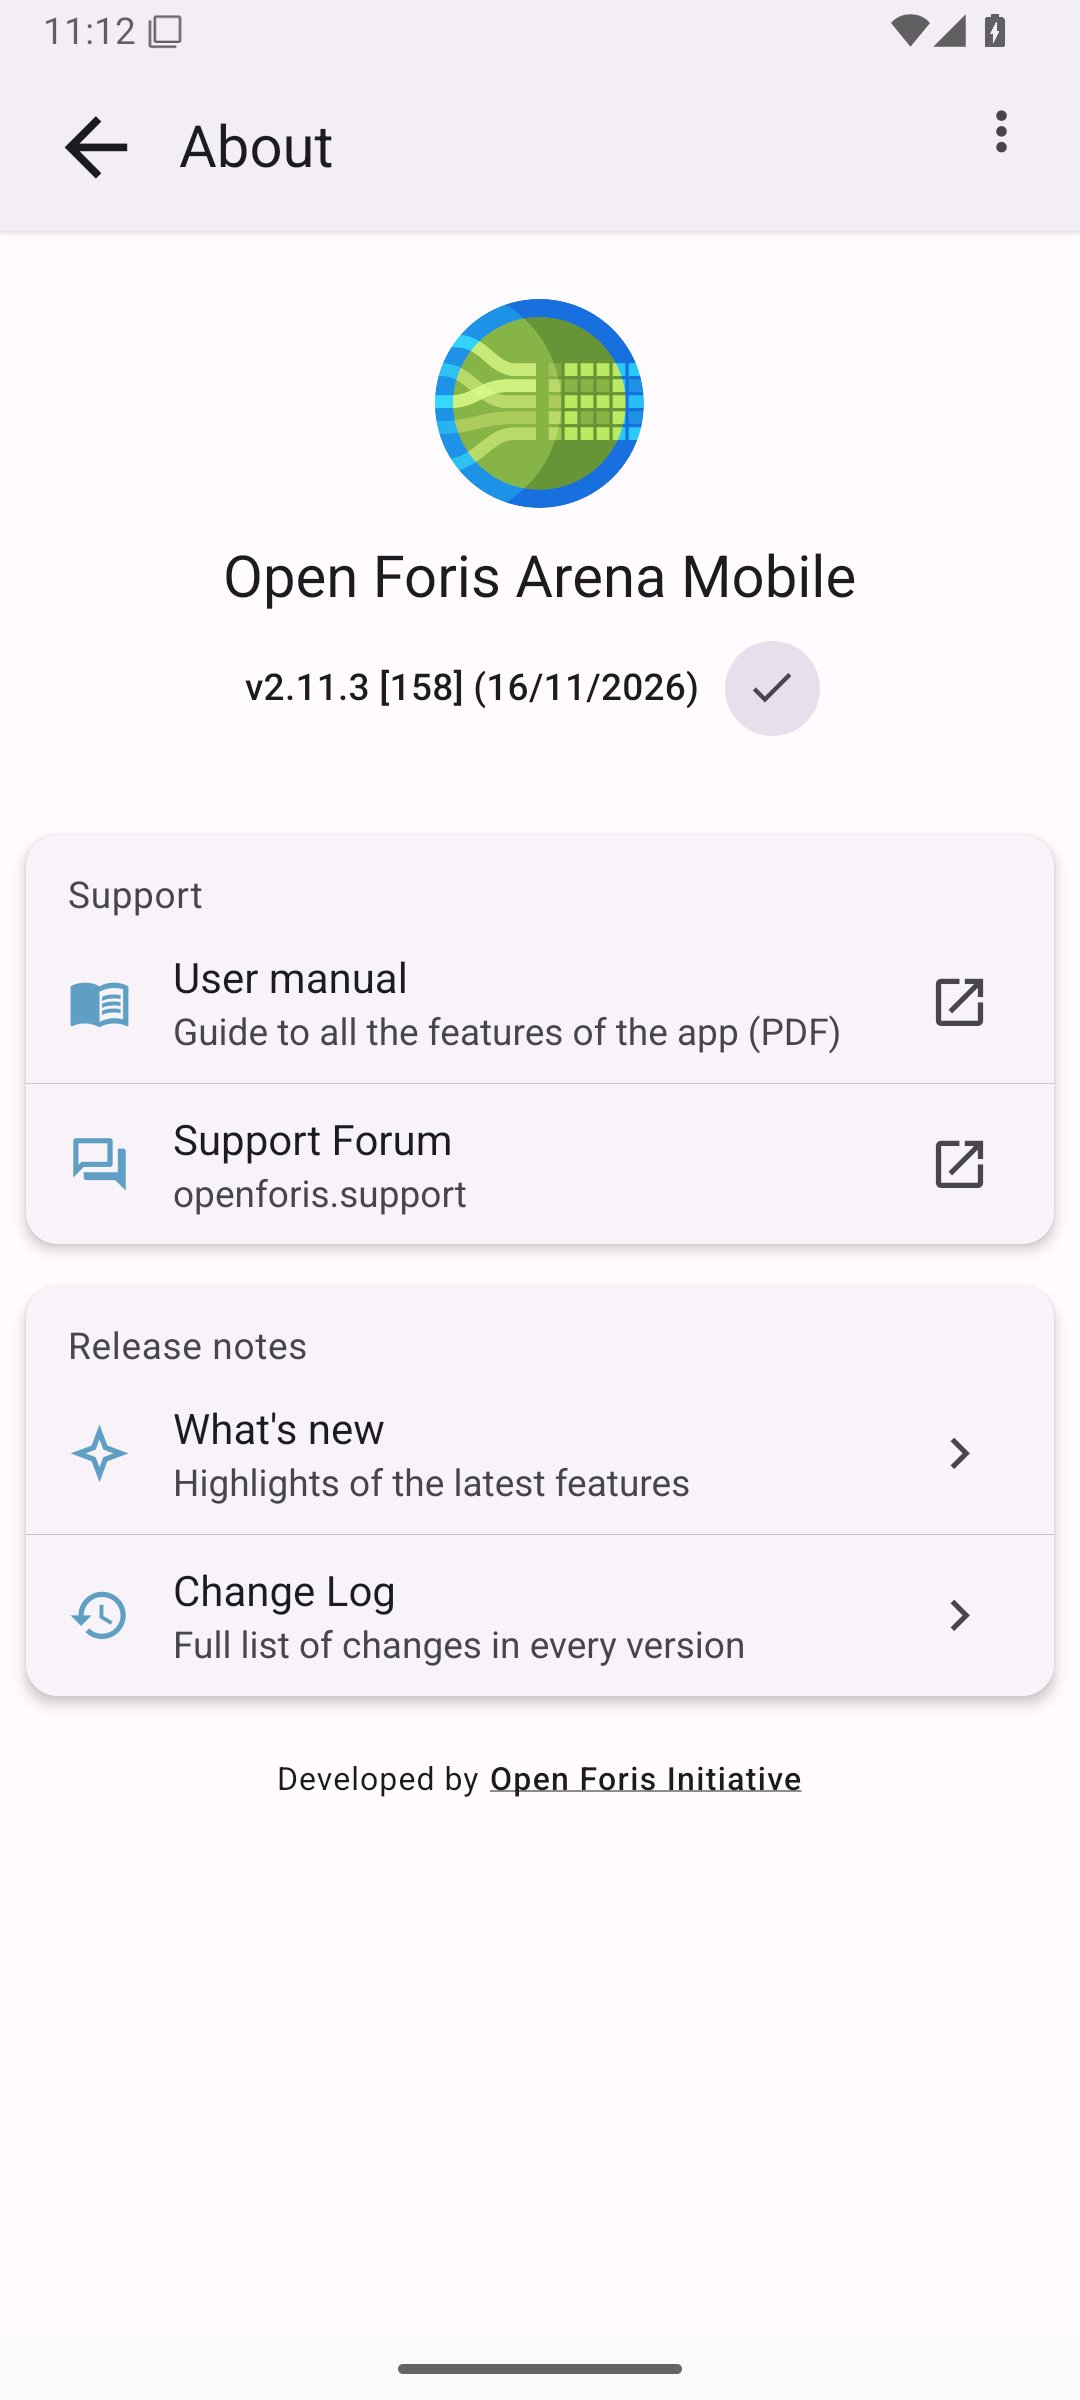 11:12
About
Open Foris Arena Mobile
v2.11.3 [158] (16/11/2026)
Support
User manual
Guide to all the features of the app (PDF)
Support Forum
openforis.support
Release notes
What's new
Highlights of the latest features
Change Log
Full list of changes in every version
Developed by Open Foris Initiative